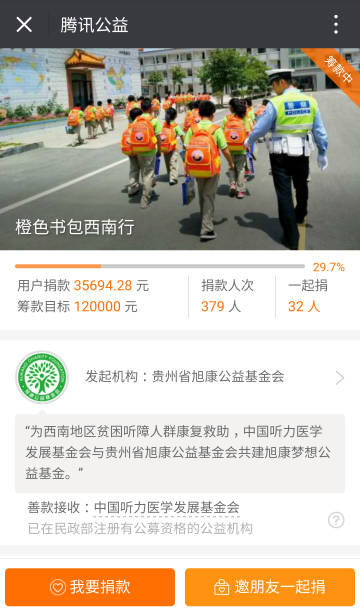 腾讯公益
筹款中
橙色书包西南行
29.7%
用户捐款 35694.28 元
捐款人次
一起捐
筹款目标 120000 元
379 人
32 人
发起机构：贵州省旭康公益基金会
“为西南地区贫困听障人群康复救助，中国听力医学
发展基金会与贵州省旭康公益基金会共建旭康梦想公
益基金。”
善款接收：中国听力医学发展基金会
已在民政部注册有公募资格的公益机构
我要捐款
邀朋友一起捐